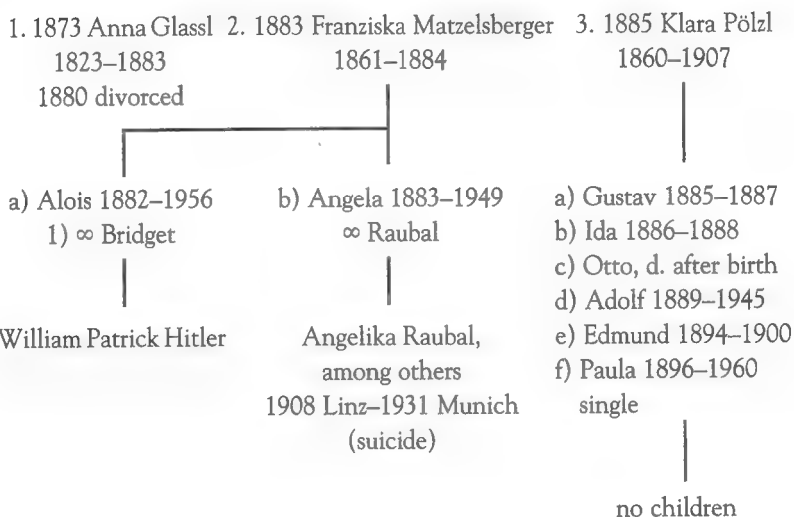 1. 1873 Anna Glassl 2. 1883 Franziska Matzelsberger 3. 1885 Klara Pölzl
1823–1883 1861–1884 1860–1907
1880 divorced
a) Alois 1882–1956 b) Angela 1883–1949 a) Gustav 1885–1887
1) ∞ Bridget ∞ Raubal b) Ida 1886–1888
c) Otto, d. after birth
d) Adolf 1889–1945
William Patrick Hitler Angelika Raubal, e) Edmund 1894–1900
among others f) Paula 1896–1960
1908 Linz–1931 Munich single
(suicide)
no children